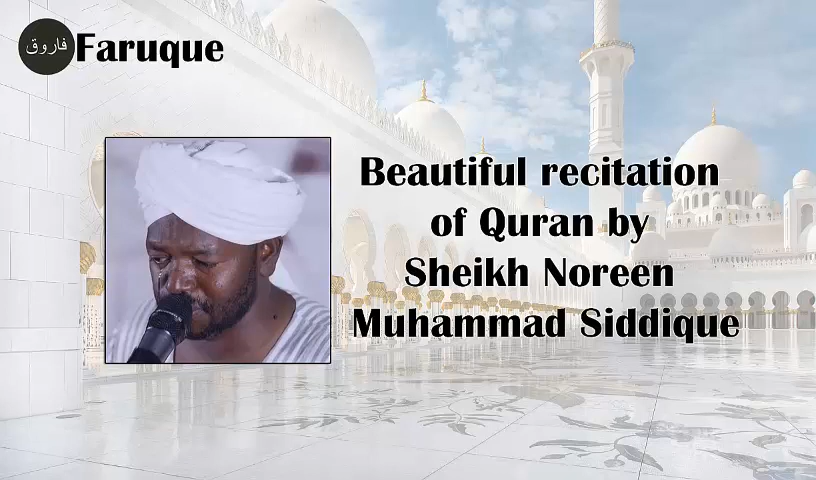 فاروق
Faruque
Beautiful recitation
of Quran by
Sheikh Noreen
Muhammad Siddique